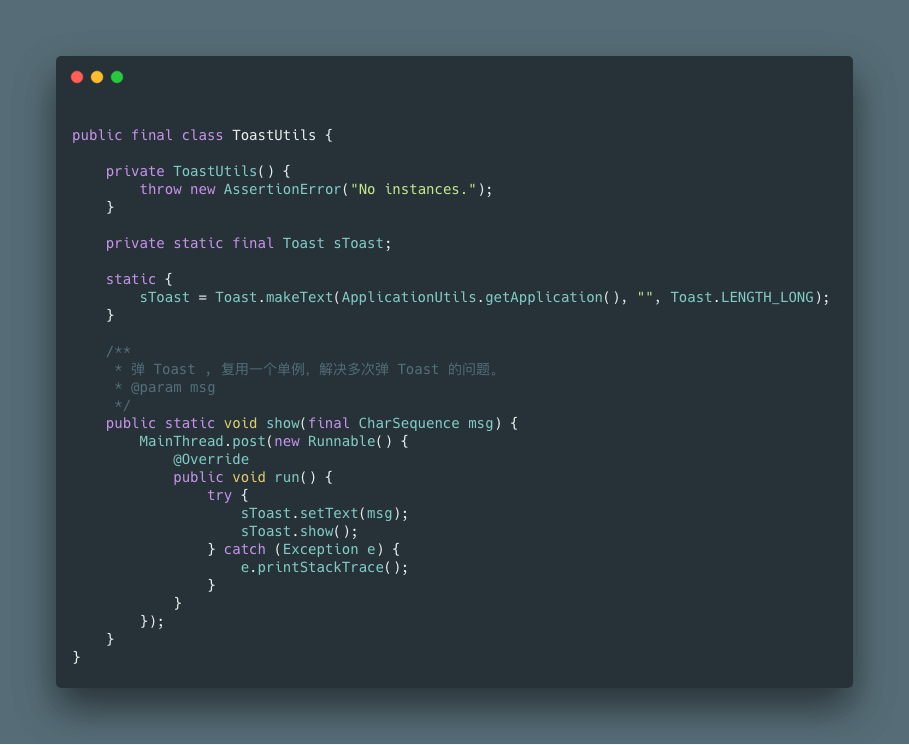 public final class ToastUtils {
    private ToastUtils() {
        throw new AssertionError("No instances.");
    }
    private static final Toast sToast;
    static {
        sToast = Toast.makeText(ApplicationUtils.getApplication(), "", Toast.LENGTH_LONG);
    }
    /**
     * 弹 Toast ，复用一个单例，解决多次弹 Toast 的问题。
     * @param msg
     */
    public static void show(final CharSequence msg) {
        MainThread.post(new Runnable() {
            @Override
            public void run() {
                try {
                    sToast.setText(msg);
                    sToast.show();
                } catch (Exception e) {
                    e.printStackTrace();
                }
            }
        });
    }
}